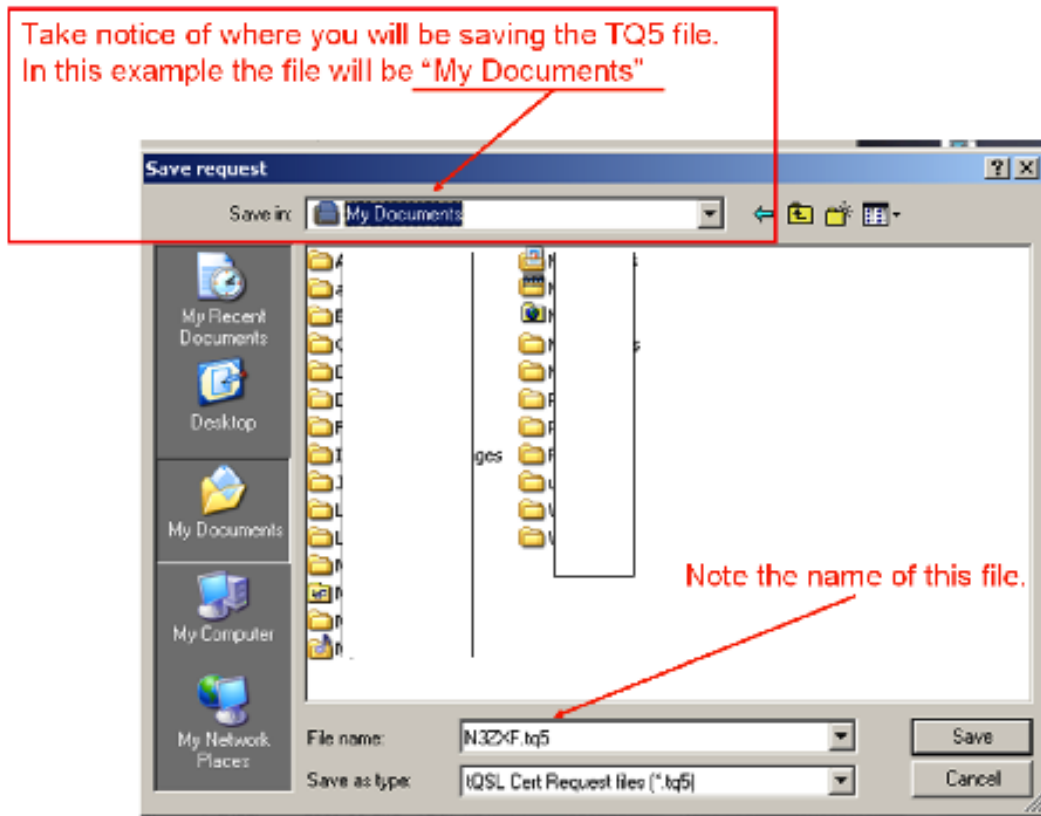 Take notice of where you will be saving the TQ5 file.
In this example the file will be “My Documents”
Save request
Save in:
My Documents
My Recent
Documents
Desktop
My Documents
My Computer
My Network
Places
ges
Note the name of this file.
File name:
N3ZXF.tq5
Save
Save as type:
tQSL Cert Request files (*.tq5)
Cancel